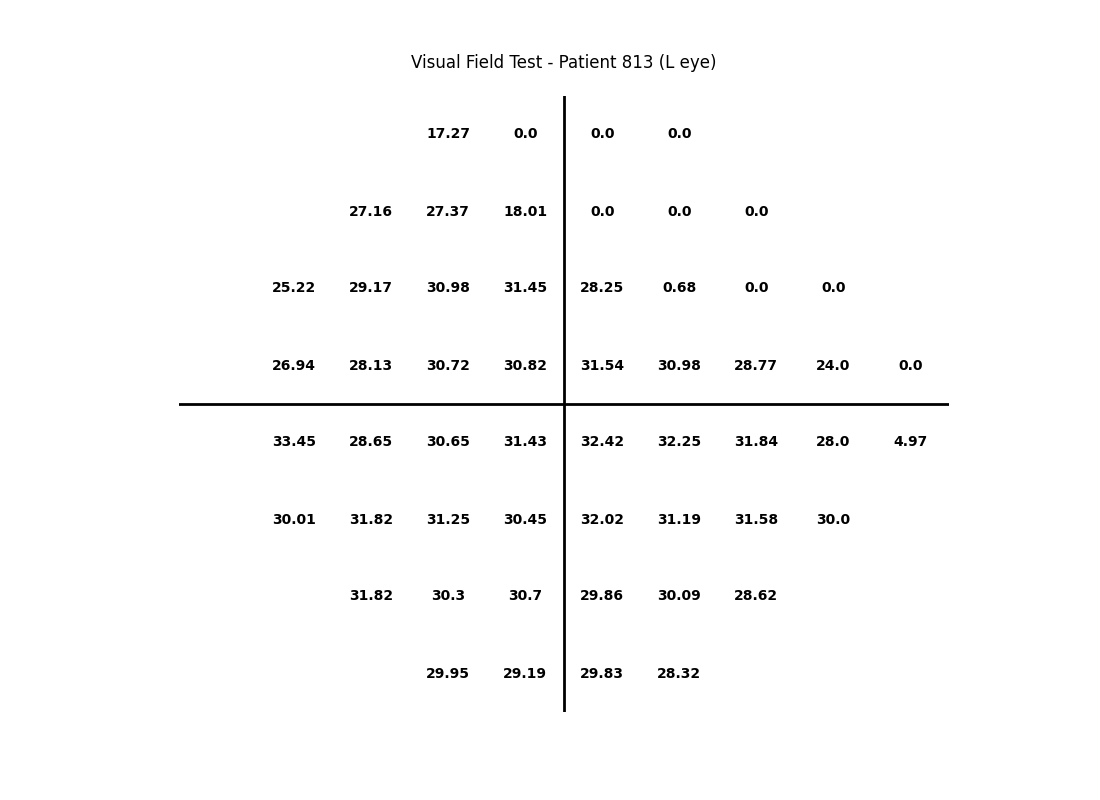 Visual Field Test - Patient 813 (L eye)
17.27 0.0 0.0 0.0
27.16 27.37 18.01 0.0 0.0 0.0
25.22 29.17 30.98 31.45 28.25 0.68 0.0 0.0
26.94 28.13 30.72 30.82 31.54 30.98 28.77 24.0 0.0
33.45 28.65 30.65 31.43 32.42 32.25 31.84 28.0 4.97
30.01 31.82 31.25 30.45 32.02 31.19 31.58 30.0
31.82 30.3 30.7 29.86 30.09 28.62
29.95 29.19 29.83 28.32